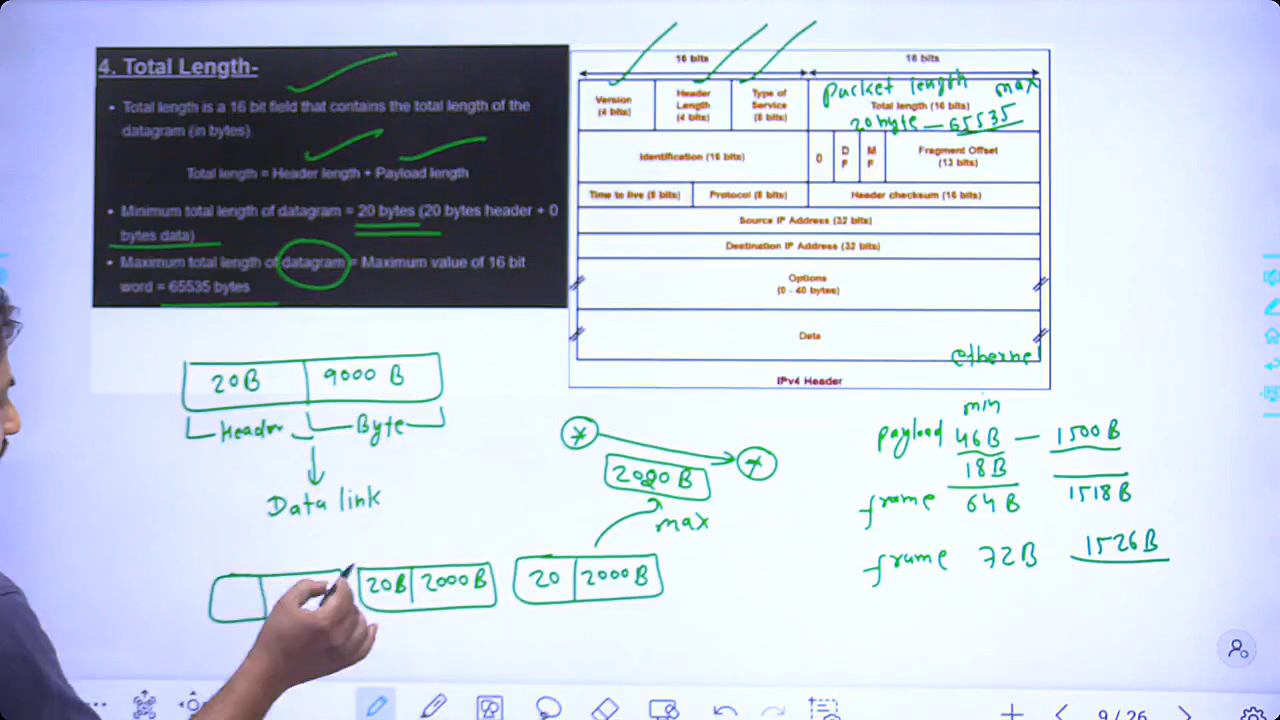 4. Total Length-
• Total length is a 16 bit field that contains the total length of the
datagram (in bytes)
Total length = Header length + Payload length
• Minimum total length of datagram = 20 bytes (20 bytes header + 0
bytes data)
• Maximum total length of datagram = Maximum value of 16 bit
word = 65535 bytes
16 bits
16 bits
Version
(4 bits)
Header
Length
(4 bits)
Type of
Service
(8 bits)
Packet length max
Total length (16 bits)
20 byte — 65535
Identification (16 bits)
0
D
F
M
F
Fragment Offset
(13 bits)
Time to live (8 bits)
Protocol (8 bits)
Header checksum (16 bits)
Source IP Address (32 bits)
Destination IP Address (32 bits)
Options
(0 - 40 bytes)
Data
ethernet
IPv4 Header
20B
9000 B
Header
Byte
Data link
2020 B
max
20B
2000B
20
2000B
min
payload 46B — 1500B
18B
frame 64B 1518B
frame 72B 1526B
9 / 26